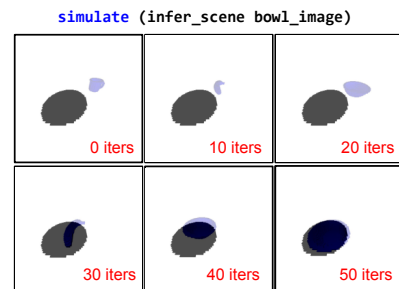 simulate (infer_scene bowl_image)
0 iters
10 iters
20 iters
30 iters
40 iters
50 iters